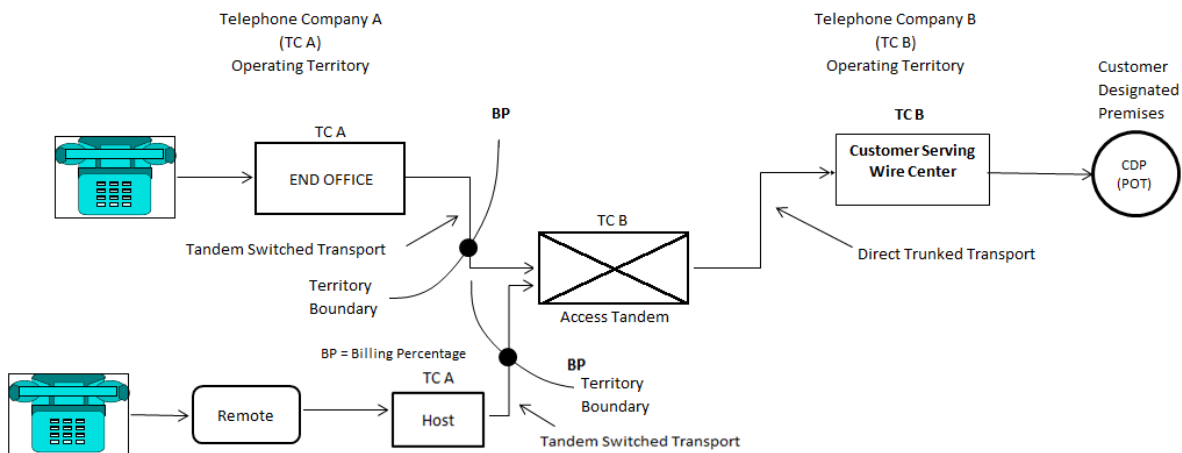 Telephone Company A
(TC A)
Operating Territory
Telephone Company B
(TC B)
Operating Territory
Customer
Designated
Premises
BP
TC A
END OFFICE
TC B
Customer Serving
Wire Center
CDP
(POT)
Tandem Switched Transport
TC B
Direct Trunked Transport
Territory
Boundary
Access Tandem
BP = Billing Percentage
BP
TC A
Territory
Boundary
Remote
Host
Tandem Switched Transport